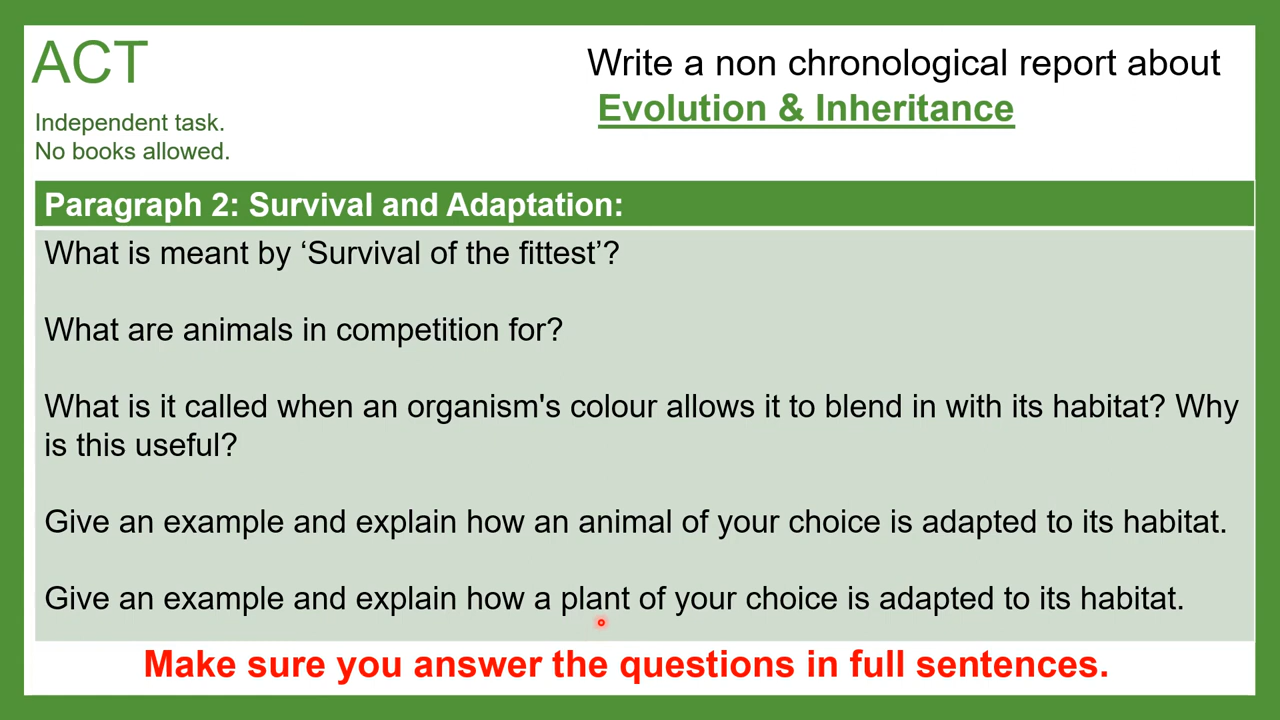 ACT
Write a non chronological report about
Evolution & Inheritance
Independent task.
No books allowed.
Paragraph 2: Survival and Adaptation:
What is meant by ‘Survival of the fittest’?
What are animals in competition for?
What is it called when an organism's colour allows it to blend in with its habitat? Why
is this useful?
Give an example and explain how an animal of your choice is adapted to its habitat.
Give an example and explain how a plant of your choice is adapted to its habitat.
Make sure you answer the questions in full sentences.